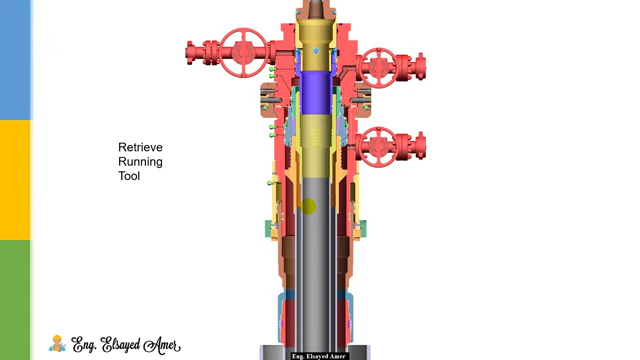 Retrieve
Running
Tool
Eng. Elsayed Amer
Eng. Elsayed Amer